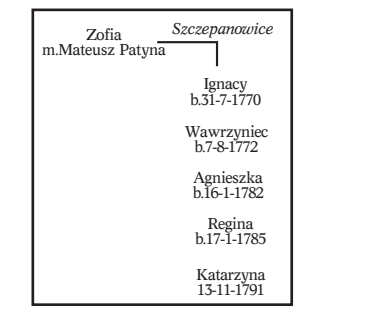 Zofia
m.Mateusz Patyna
Szczepanowice
Ignacy
b.31-7-1770
Wawrzyniec
b.7-8-1772
Agnieszka
b.16-1-1782
Regina
b.17-1-1785
Katarzyna
13-11-1791